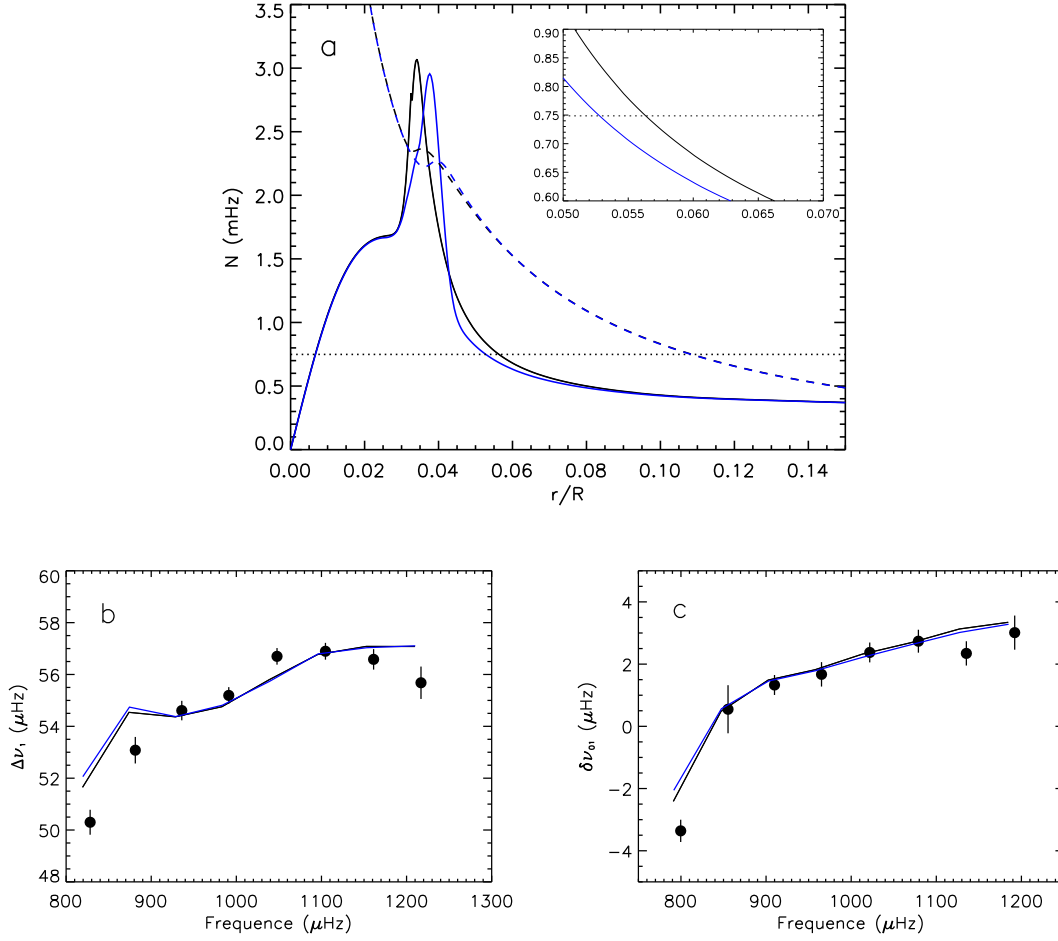 a
N (mHz)
3.5
3.0
2.5
2.0
1.5
1.0
0.5
0.0
0.00 0.02 0.04 0.06 0.08 0.10 0.12 0.14
r/R
0.90
0.85
0.80
0.75
0.70
0.65
0.60
0.050 0.055 0.060 0.065 0.070
b
Δν₁ (μHz)
60
58
56
54
52
50
48
800 900 1000 1100 1200 1300
Frequence (μHz)
c
δν₀₁ (μHz)
4
2
0
−2
−4
800 900 1000 1100 1200
Frequence (μHz)